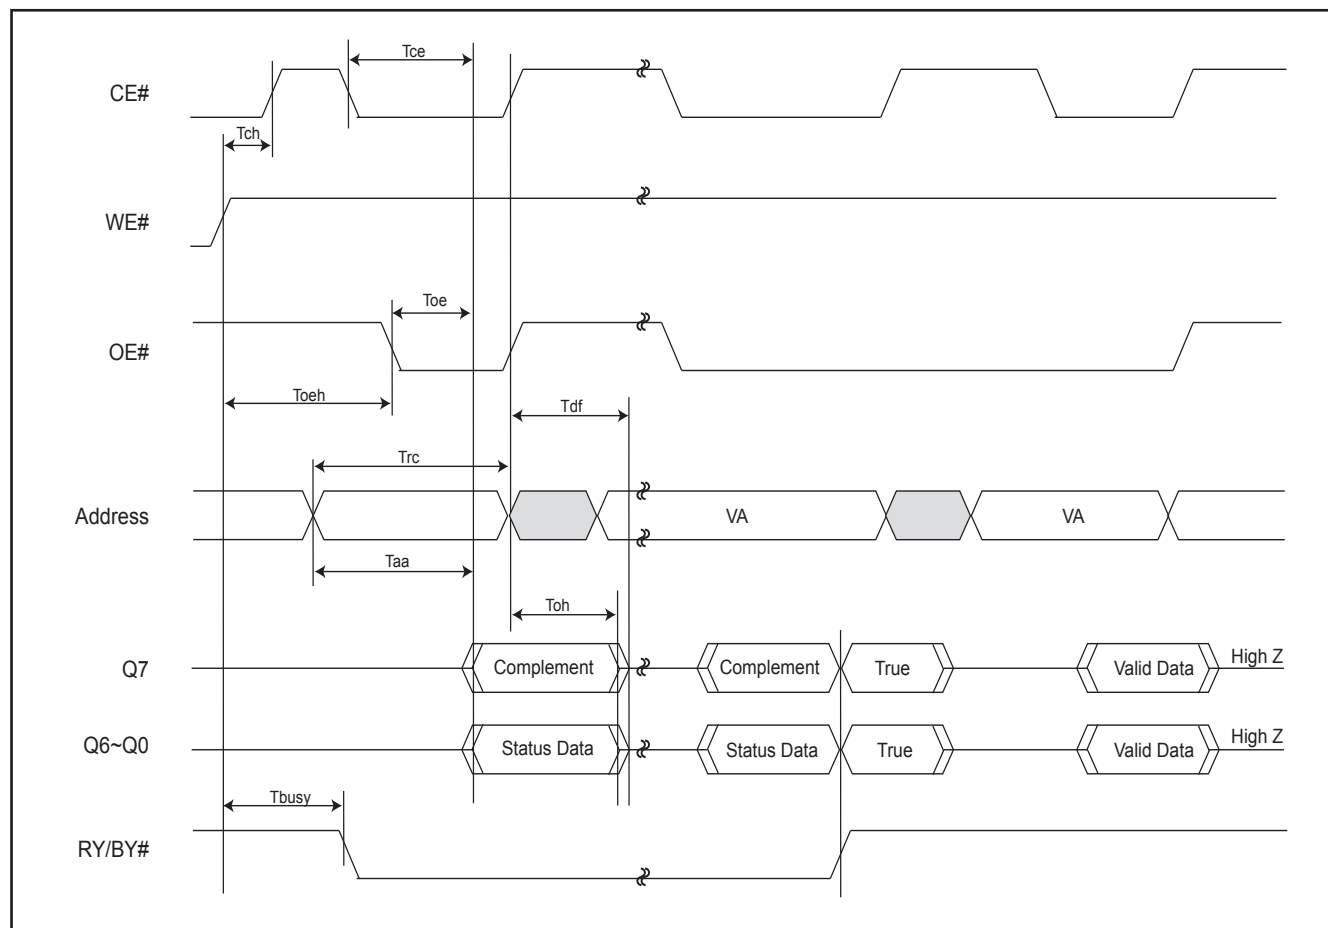 Tce
CE#
Tch
WE#
Toe
OE#
Toeh
Tdf
Trc
Address
VA
VA
Taa
Toh
Q7
Complement
Complement
True
Valid Data
High Z
Q6~Q0
Status Data
Status Data
True
Valid Data
High Z
Tbusy
RY/BY#